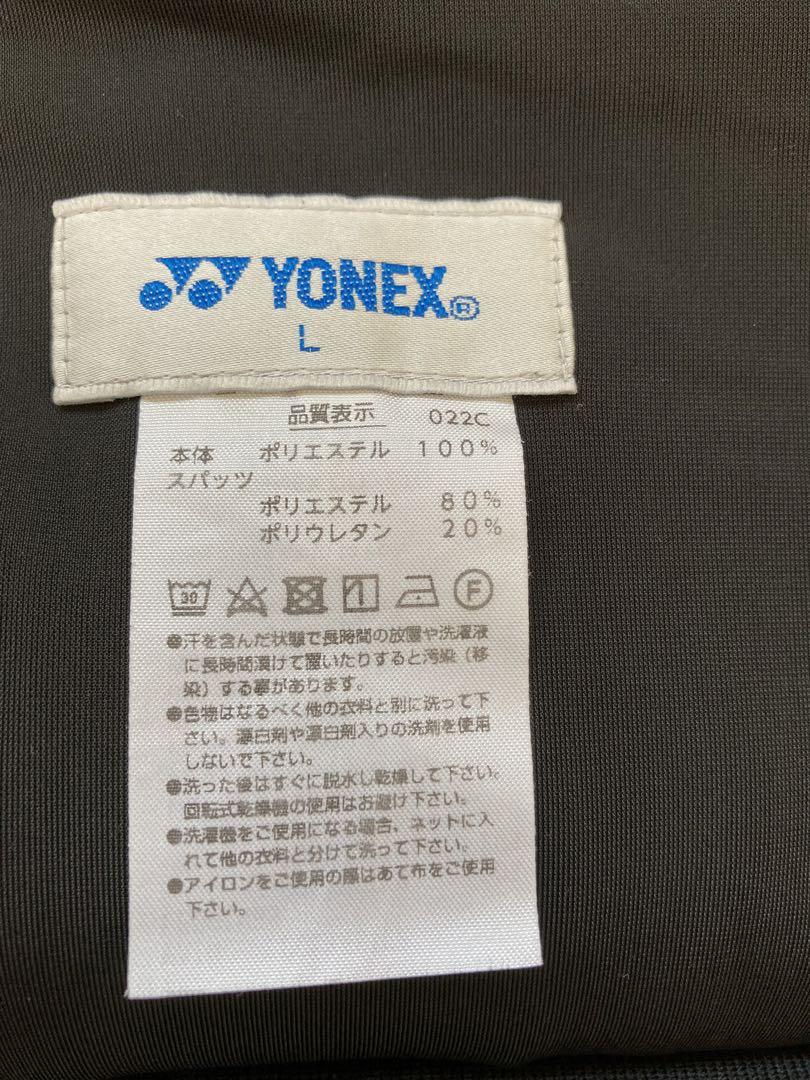 YONEX®
L
品質表示 022C
本体 ポリエステル 100%
スパッツ
ポリエステル 80%
ポリウレタン 20%
30 F
●汗を含んだ状態で長時間の放置や洗濯液
に長時間漬けて置いたりすると汚染（移
染）する事があります。
●色物はなるべく他の衣料と別に洗って下
さい。漂白剤や漂白剤入りの洗剤を使用
しないで下さい。
●洗った後はすぐに脱水し乾燥して下さい。
回転式乾燥機の使用はお避け下さい。
●洗濯機をご使用になる場合、ネットに入
れて他の衣料と分けて洗って下さい。
●アイロンをご使用の際はあて布をご使用
下さい。